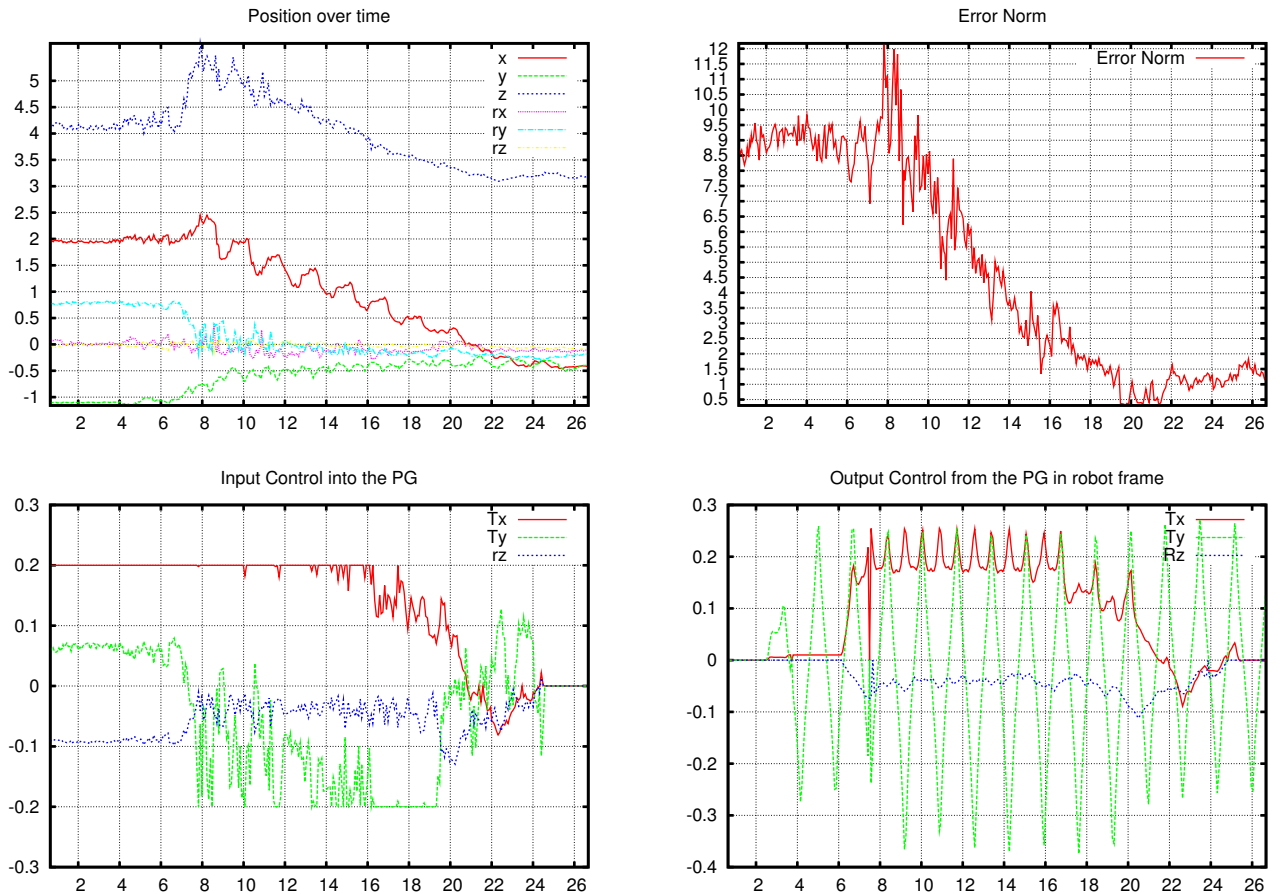 Position over time
x
y
z
rx
ry
rz
5
4.5
4
3.5
3
2.5
2
1.5
1
0.5
0
-0.5
-1
2 4 6 8 10 12 14 16 18 20 22 24 26
Error Norm
Error Norm
12
11.5
11
10.5
10
9.5
9
8.5
8
7.5
7
6.5
6
5.5
5
4.5
4
3.5
3
2.5
2
1.5
1
0.5
2 4 6 8 10 12 14 16 18 20 22 24 26
Input Control into the PG
Tx
Ty
rz
0.3
0.2
0.1
0
-0.1
-0.2
-0.3
2 4 6 8 10 12 14 16 18 20 22 24 26
Output Control from the PG in robot frame
Tx
Ty
Rz
0.3
0.2
0.1
0
-0.1
-0.2
-0.3
-0.4
2 4 6 8 10 12 14 16 18 20 22 24 26